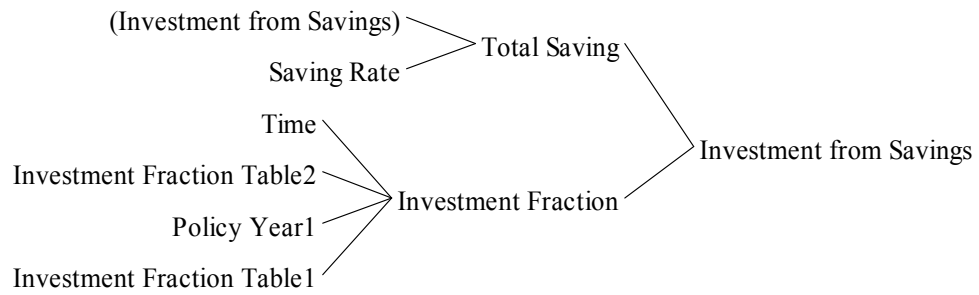 (Investment from Savings)
Total Saving
Saving Rate
Time
Investment from Savings
Investment Fraction Table2
Investment Fraction
Policy Year1
Investment Fraction Table1